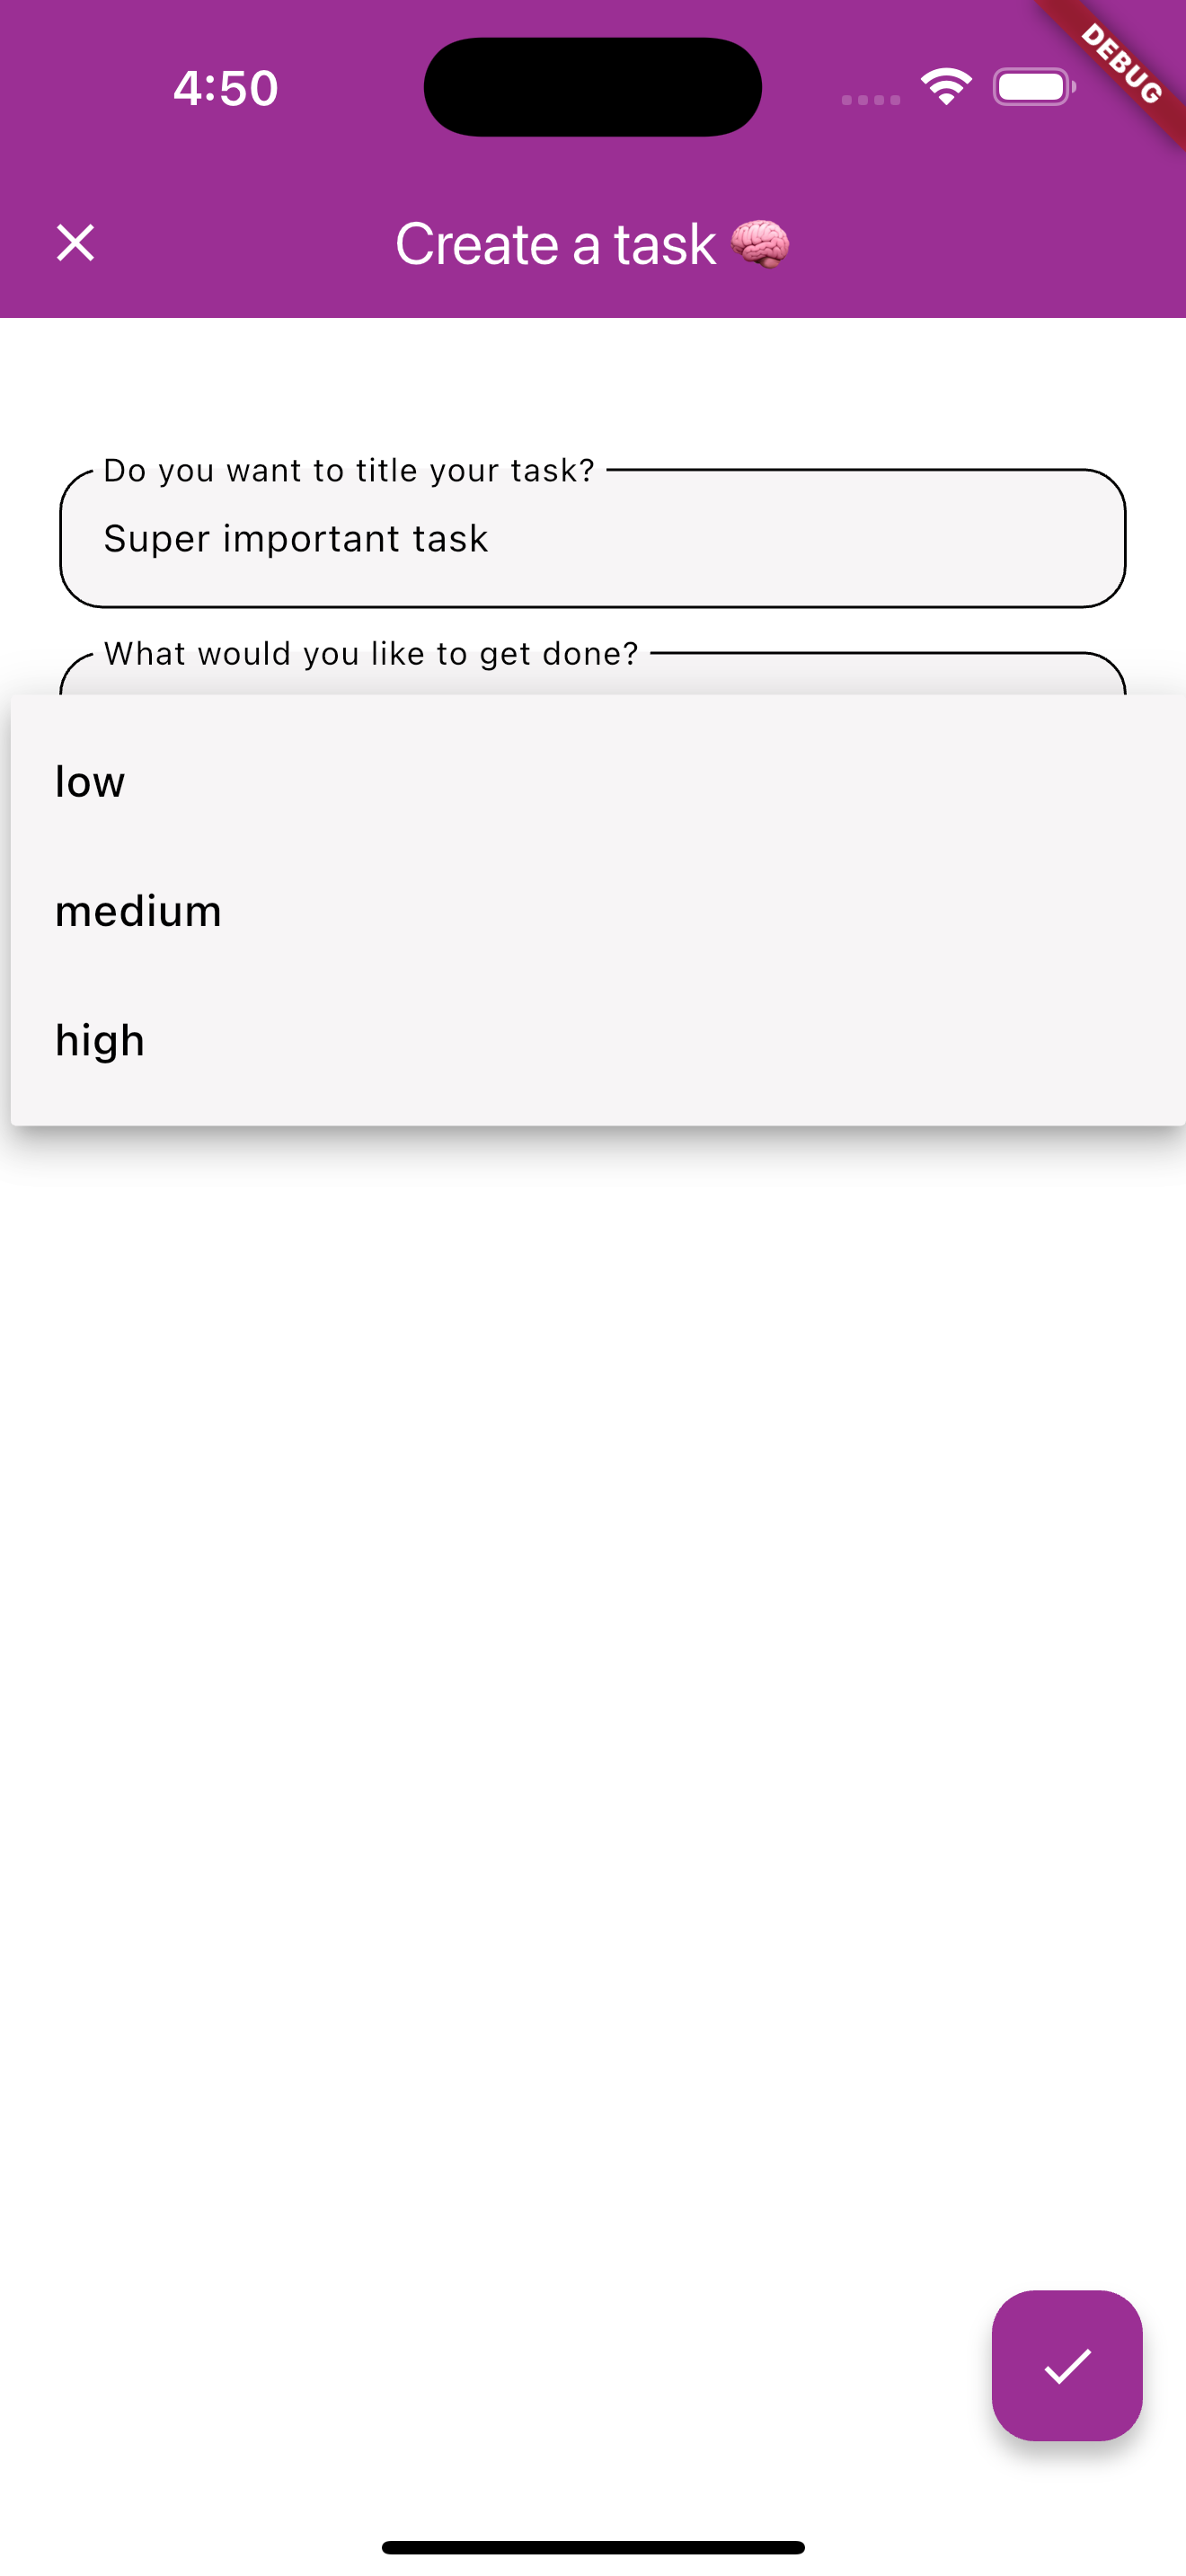 4:50
DEBUG
Create a task 🧠
Do you want to title your task?
Super important task
What would you like to get done?
low
medium
high